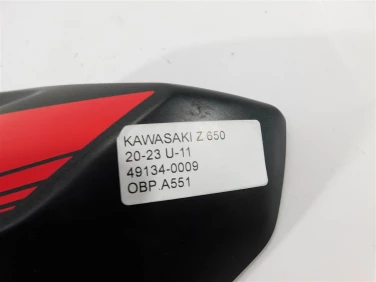 KAWASAKI Z 650
20-23 U-11
49134-0009
OBP.A551